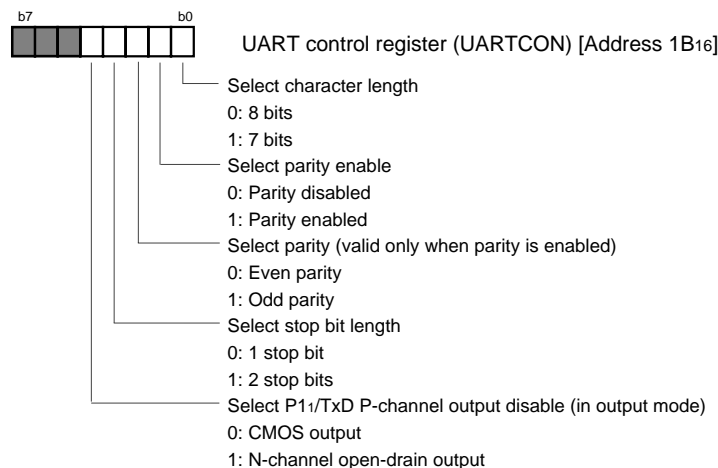 b7 b0
UART control register (UARTCON) [Address 1B16]
Select character length
0: 8 bits
1: 7 bits
Select parity enable
0: Parity disabled
1: Parity enabled
Select parity (valid only when parity is enabled)
0: Even parity
1: Odd parity
Select stop bit length
0: 1 stop bit
1: 2 stop bits
Select P11/TxD P-channel output disable (in output mode)
0: CMOS output
1: N-channel open-drain output